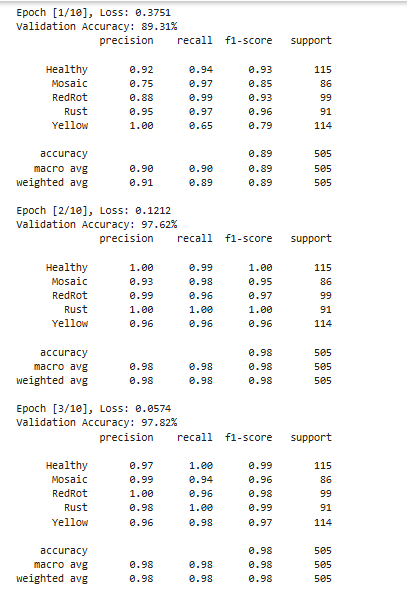 Epoch [1/10], Loss: 0.3751
Validation Accuracy: 89.31%
precision recall f1-score support
Healthy 0.92 0.94 0.93 115
Mosaic 0.75 0.97 0.85 86
RedRot 0.88 0.99 0.93 99
Rust 0.95 0.97 0.96 91
Yellow 1.00 0.65 0.79 114
accuracy 0.89 505
macro avg 0.90 0.90 0.89 505
weighted avg 0.91 0.89 0.89 505
Epoch [2/10], Loss: 0.1212
Validation Accuracy: 97.62%
precision recall f1-score support
Healthy 1.00 0.99 1.00 115
Mosaic 0.93 0.98 0.95 86
RedRot 0.99 0.96 0.97 99
Rust 1.00 1.00 1.00 91
Yellow 0.96 0.96 0.96 114
accuracy 0.98 505
macro avg 0.98 0.98 0.98 505
weighted avg 0.98 0.98 0.98 505
Epoch [3/10], Loss: 0.0574
Validation Accuracy: 97.82%
precision recall f1-score support
Healthy 0.97 1.00 0.99 115
Mosaic 0.99 0.94 0.96 86
RedRot 1.00 0.96 0.98 99
Rust 0.98 1.00 0.99 91
Yellow 0.96 0.98 0.97 114
accuracy 0.98 505
macro avg 0.98 0.98 0.98 505
weighted avg 0.98 0.98 0.98 505